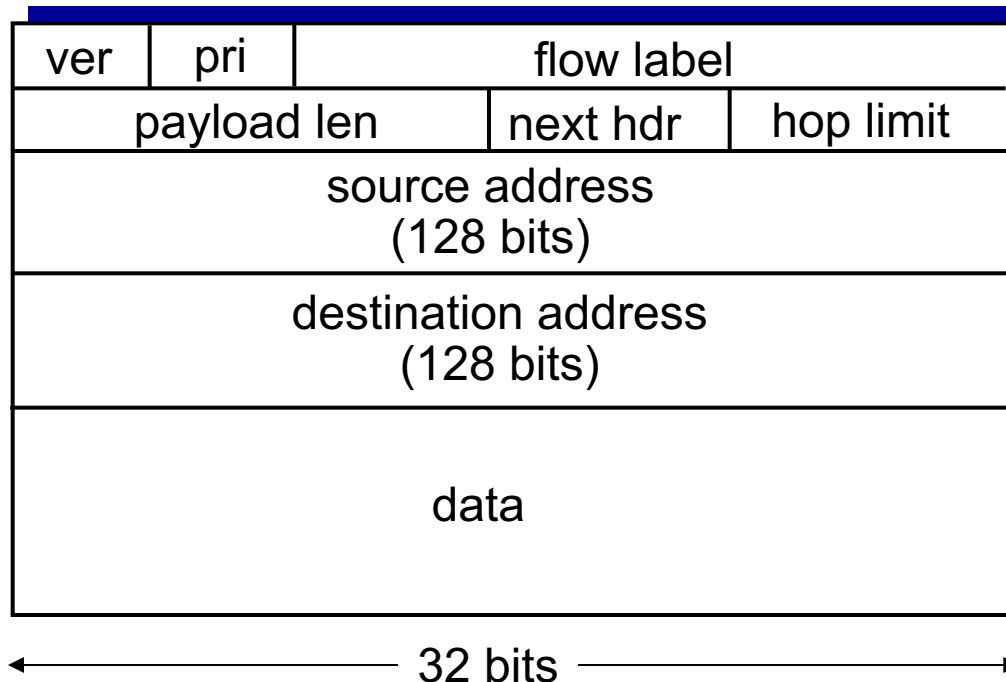 ver pri flow label
payload len next hdr hop limit
source address
(128 bits)
destination address
(128 bits)
data
32 bits